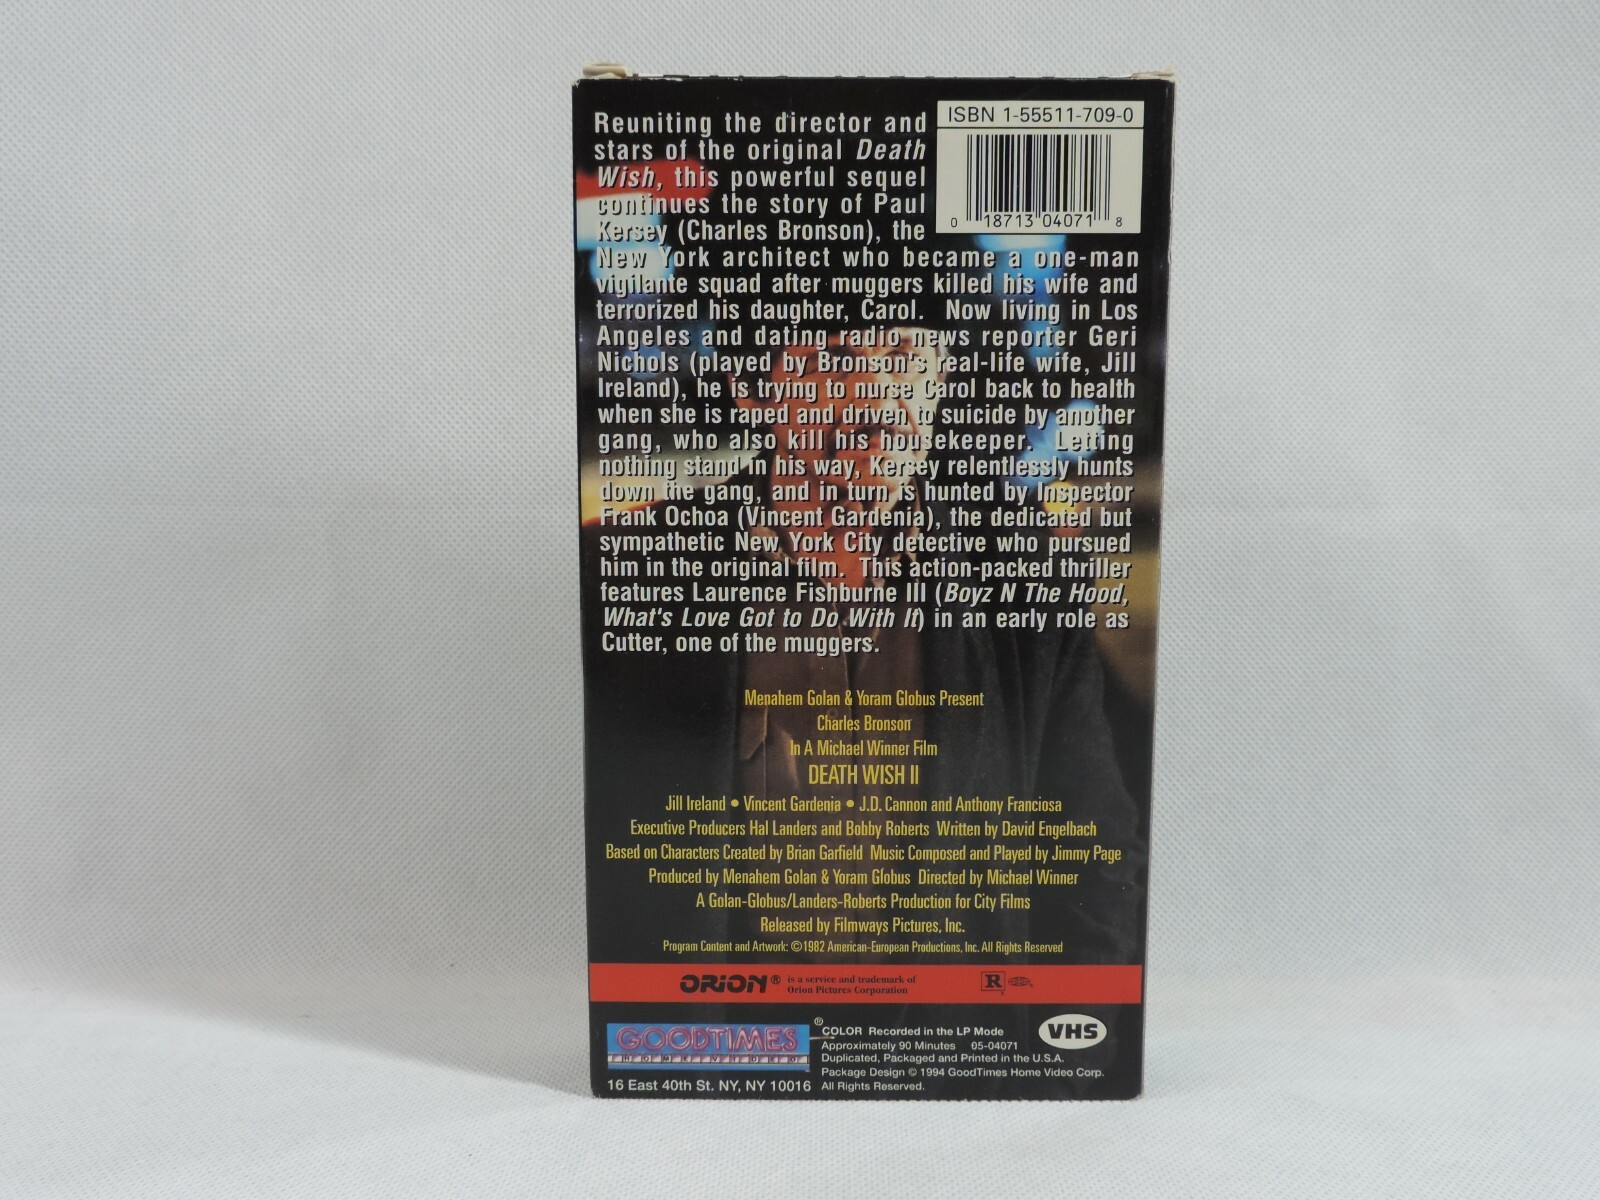 Reuniting the director and
stars of the original Death
Wish, this powerful sequel
continues the story of Paul
Kersey (Charles Bronson), the
New York architect who became a one-man
vigilante squad after muggers killed his wife and
terrorized his daughter, Carol. Now living in Los
Angeles and dating radio news reporter Geri
Nichols (played by Bronson's real-life wife, Jill
Ireland), he is trying to nurse Carol back to health
when she is raped and driven to suicide by another
gang, who also kill his housekeeper. Letting
nothing stand in his way, Kersey relentlessly hunts
down the gang, and in turn is hunted by Inspector
Frank Ochoa (Vincent Gardenia), the dedicated but
sympathetic New York City detective who pursued
him in the original film. This action-packed thriller
features Laurence Fishburne III (Boyz N The Hood,
What's Love Got to Do With It) in an early role as
Cutter, one of the muggers.
ISBN 1-55511-709-0
0 18713 04071 8
Menahem Golan & Yoram Globus Present
Charles Bronson
In A Michael Winner Film
DEATH WISH II
Jill Ireland • Vincent Gardenia • J.D. Cannon and Anthony Franciosa
Executive Producers Hal Landers and Bobby Roberts Written by David Engelbach
Based on Characters Created by Brian Garfield Music Composed and Played by Jimmy Page
Produced by Menahem Golan & Yoram Globus Directed by Michael Winner
A Golan-Globus/Landers-Roberts Production for City Films
Released by Filmways Pictures, Inc.
Program Content and Artwork: ©1982 American-European Productions, Inc. All Rights Reserved
ORION® is a service and trademark of
Orion Pictures Corporation
R
GOODTIMES®
HOME VIDEO
16 East 40th St. NY, NY 10016
COLOR Recorded in the LP Mode
Approximately 90 Minutes 05-04071
Duplicated, Packaged and Printed in the U.S.A.
Package Design © 1994 GoodTimes Home Video Corp.
All Rights Reserved.
VHS